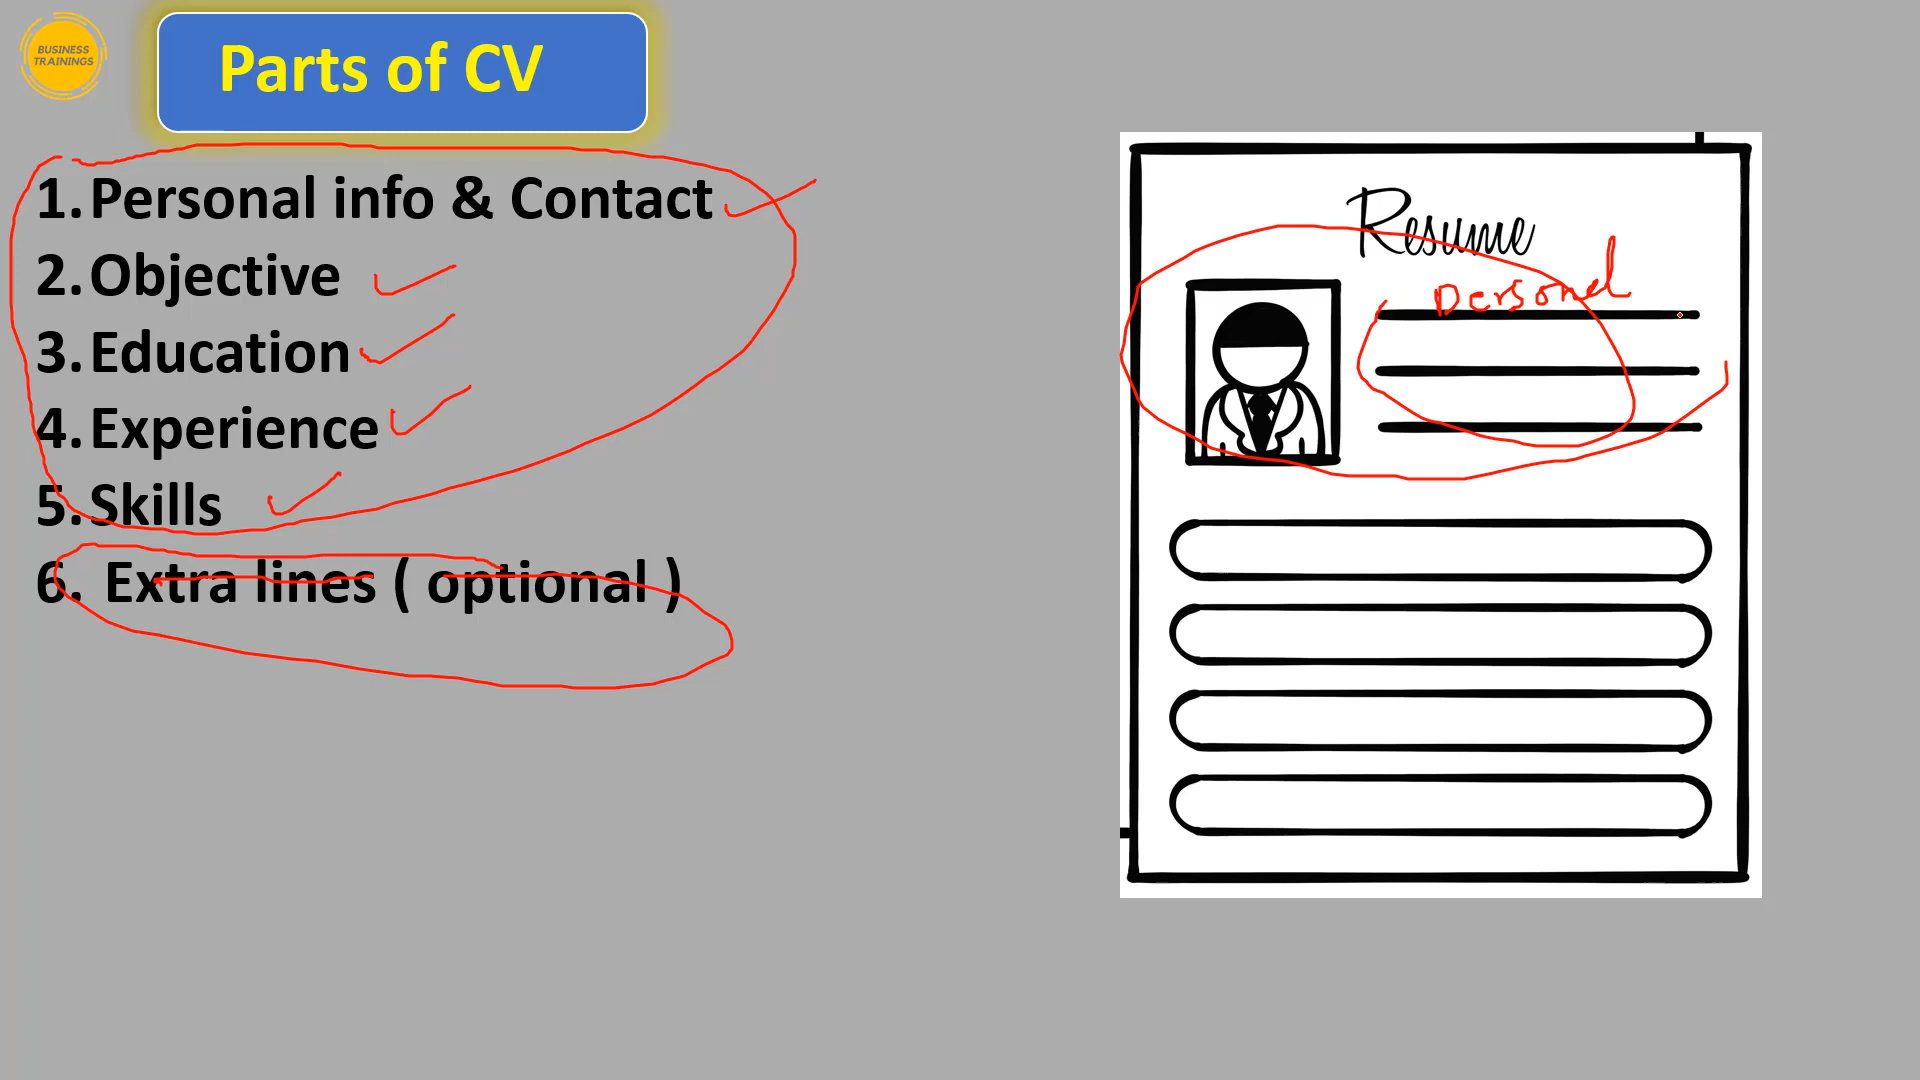 BUSINESS
TRAININGS
Parts of CV
1. Personal info & Contact
2. Objective
3. Education
4. Experience
5. Skills
6. Extra lines ( optional )
Resume
personal